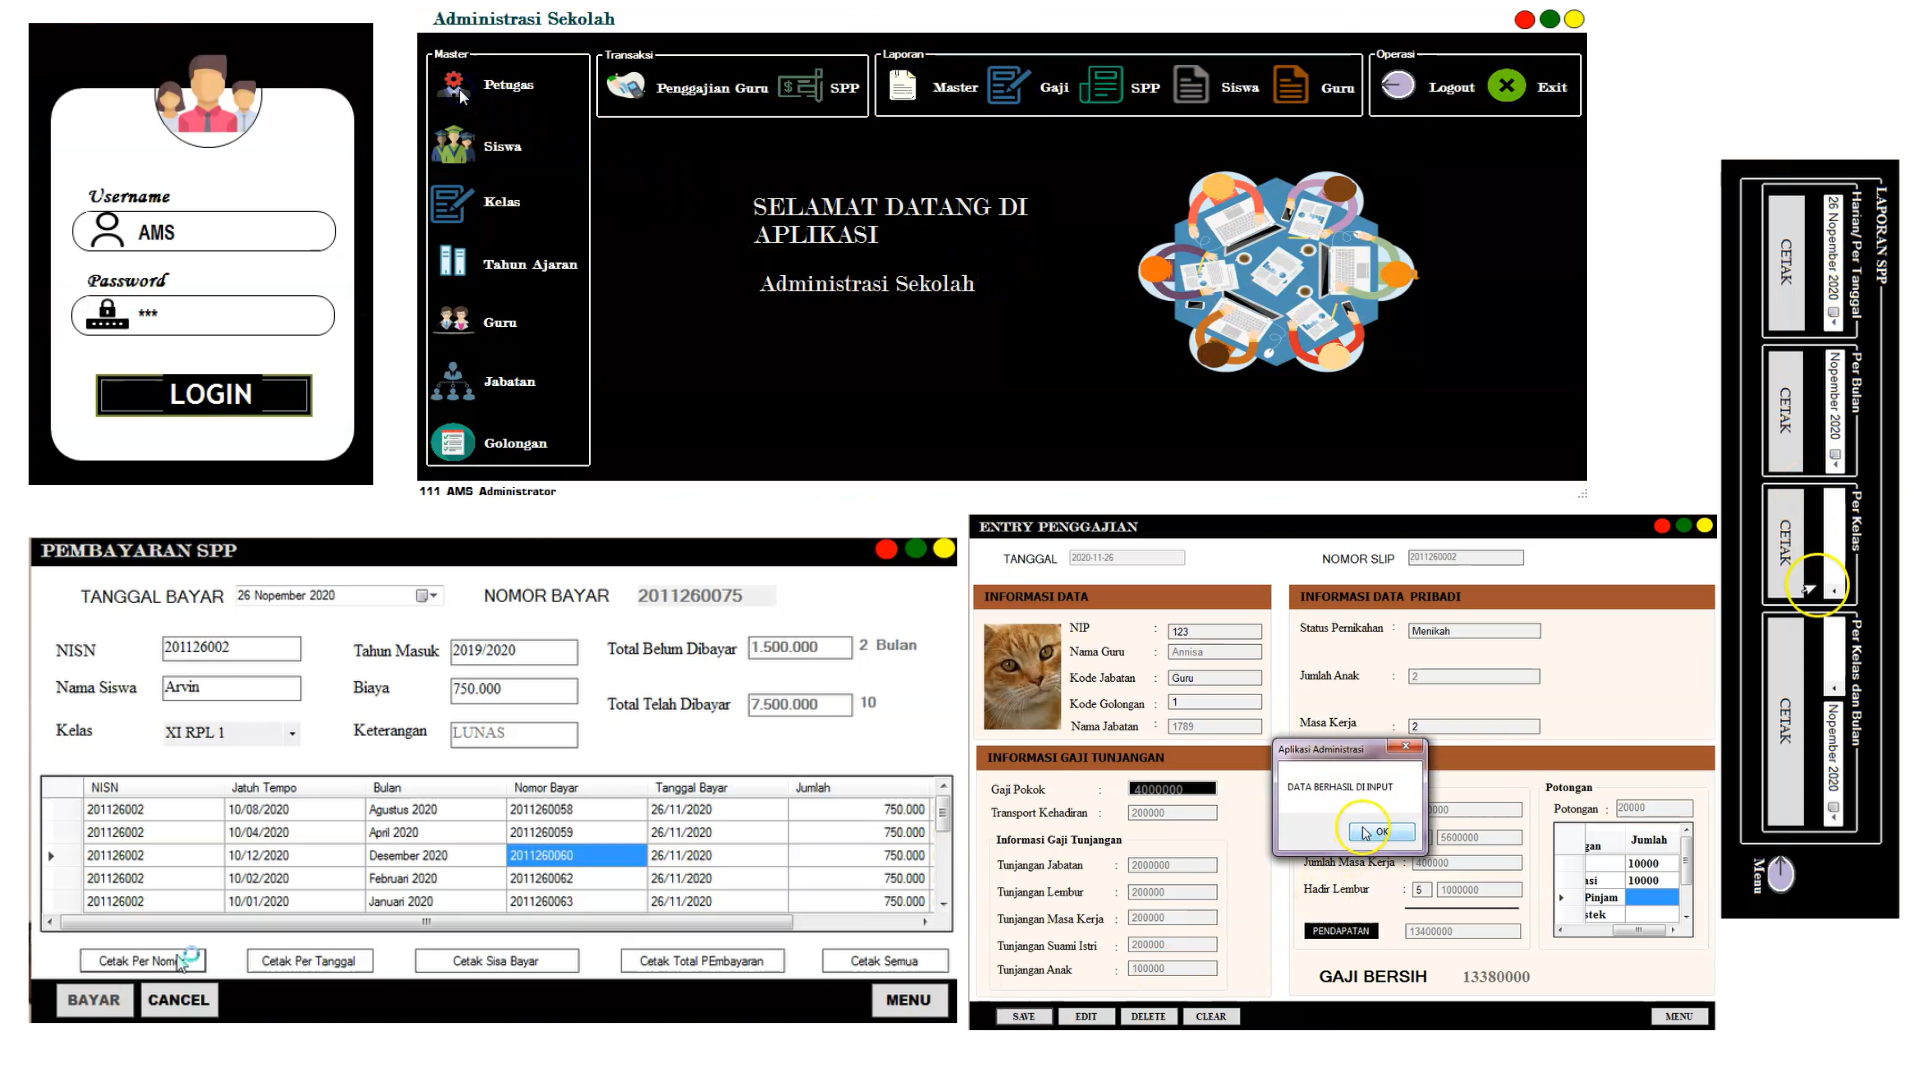 Username
AMS
Password
***
LOGIN
Administrasi Sekolah
Master
Petugas
Siswa
Kelas
Tahun Ajaran
Guru
Jabatan
Golongan
Transaksi
Penggajian Guru
SPP
Laporan
Master
Gaji
SPP
Siswa
Guru
Operasi
Logout
Exit
SELAMAT DATANG DI
APLIKASI
Administrasi Sekolah
111 AMS Administrator
PEMBAYARAN SPP
TANGGAL BAYAR 26 Nopember 2020
NOMOR BAYAR 2011260075
NISN 201126002
Tahun Masuk 2019/2020
Total Belum Dibayar 1.500.000 2 Bulan
Nama Siswa Arvin
Biaya 750.000
Total Telah Dibayar 7.500.000 10
Kelas XI RPL 1
Keterangan LUNAS
NISN Jatuh Tempo Bulan Nomor Bayar Tanggal Bayar Jumlah
201126002 10/08/2020 Agustus 2020 2011260058 26/11/2020 750.000
201126002 10/04/2020 April 2020 2011260059 26/11/2020 750.000
201126002 10/12/2020 Desember 2020 2011260060 26/11/2020 750.000
201126002 10/02/2020 Februari 2020 2011260062 26/11/2020 750.000
201126002 10/01/2020 Januari 2020 2011260063 26/11/2020 750.000
Cetak Per Nom
Cetak Per Tanggal
Cetak Sisa Bayar
Cetak Total PEmbayaran
Cetak Semua
BAYAR
CANCEL
MENU
ENTRY PENGGAJIAN
TANGGAL 2020-11-26
NOMOR SLIP 2011260002
INFORMASI DATA
NIP : 123
Nama Guru : Annisa
Kode Jabatan : Guru
Kode Golongan : 1
Nama Jabatan : 1789
INFORMASI DATA PRIBADI
Status Pernikahan : Menikah
Jumlah Anak : 2
Masa Kerja : 2
INFORMASI GAJI TUNJANGAN
Gaji Pokok : 4000000
Transport Kehadiran : 200000
Informasi Gaji Tunjangan
Tunjangan Jabatan : 2000000
Tunjangan Lembur : 200000
Tunjangan Masa Kerja : 200000
Tunjangan Suami Istri : 200000
Tunjangan Anak : 100000
Aplikasi Administrasi
DATA BERHASIL DI INPUT
OK
5600000
Jumlah Masa Kerja : 400000
Hadir Lembur : 5 1000000
PENDAPATAN 13400000
GAJI BERSIH 13380000
Potongan
Potongan : 20000
gan Jumlah
10000
isi 10000
Pinjam
stek
SAVE
EDIT
DELETE
CLEAR
MENU
LAPORAN SPP
Harian/ Per Tanggal
26 Nopember 2020
CETAK
Per Bulan
Nopember 2020
CETAK
Per Kelas
CETAK
Per Kelas dan Bulan
Nopember 2020
CETAK
Menu